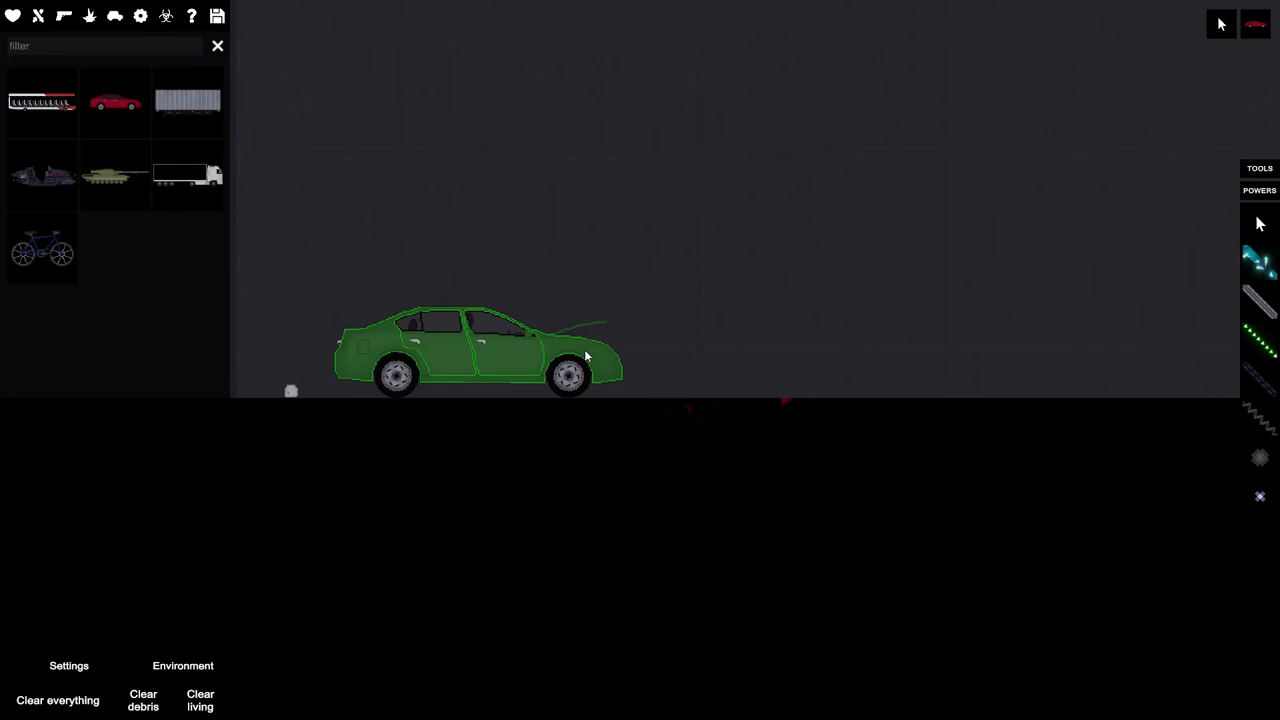 filter
TOOLS
POWERS
Settings
Environment
Clear everything
Clear
debris
Clear
living